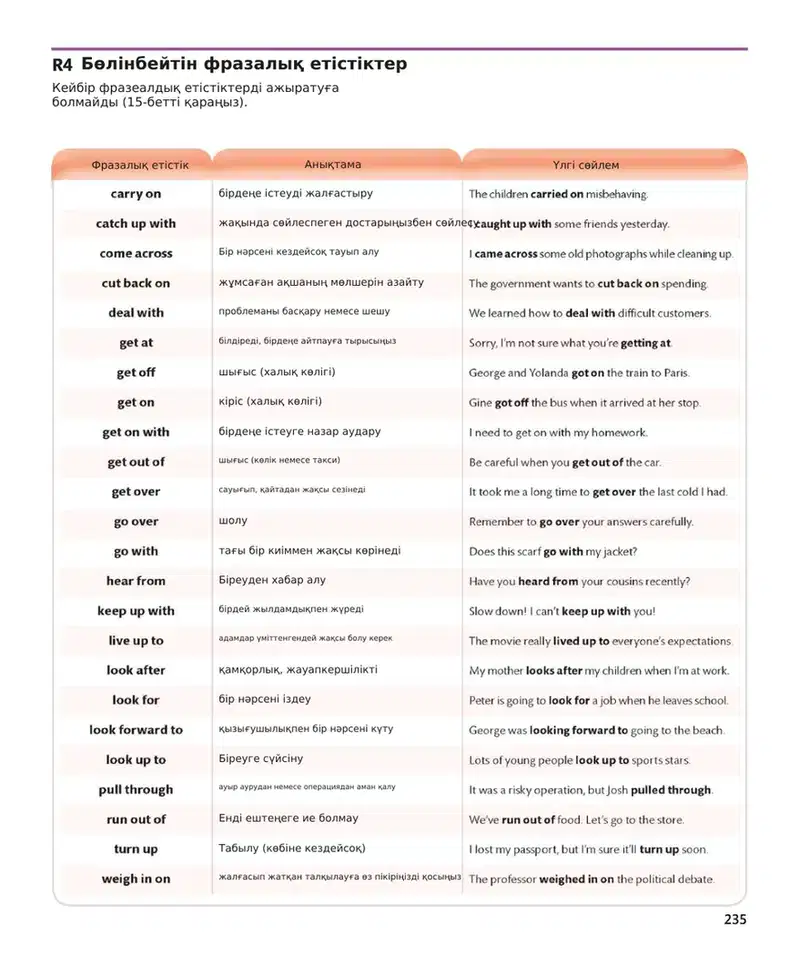 R4 Бөлінбейтін фразалық етістіктер
Кейбір фразеалдық етістіктерді ажыратуға
болмайды (15-бетті қараңыз).
Фразалық етістік Анықтама Үлгі сөйлем
carry on бірдеңе істеуді жалғастыру The children carried on misbehaving.
catch up with жақында сөйлеспеген достарыңызбен сөйлесу caught up with some friends yesterday.
come across Бір нәрсені кездейсоқ тауып алу I came across some old photographs while cleaning up.
cut back on жұмсаған ақшаның мөлшерін азайту The government wants to cut back on spending.
deal with проблеманы басқару немесе шешу We learned how to deal with difficult customers.
get at білдіреді, бірдеңе айтпауға тырысыңыз Sorry, I'm not sure what you're getting at.
get off шығыс (халық көлігі) George and Yolanda got on the train to Paris.
get on кіріс (халық көлігі) Gine got off the bus when it arrived at her stop.
get on with бірдеңе істеуге назар аудару I need to get on with my homework.
get out of шығыс (көлік немесе такси) Be careful when you get out of the car.
get over сауығып, қайтадан жақсы сезінеді It took me a long time to get over the last cold I had.
go over шолу Remember to go over your answers carefully.
go with тағы бір киіммен жақсы көрінеді Does this scarf go with my jacket?
hear from Біреуден хабар алу Have you heard from your cousins recently?
keep up with бірдей жылдамдықпен жүреді Slow down! I can't keep up with you!
live up to адамдар үміттенгендей жақсы болу керек The movie really lived up to everyone's expectations.
look after қамқорлық, жауапкершілікті My mother looks after my children when I'm at work.
look for бір нәрсені іздеу Peter is going to look for a job when he leaves school.
look forward to қызығушылықпен бір нәрсені күту George was looking forward to going to the beach.
look up to Біреуге сүйсіну Lots of young people look up to sports stars.
pull through ауыр аурудан немесе операциядан аман қалу It was a risky operation, but Josh pulled through.
run out of Енді ештеңеге ие болмау We've run out of food. Let's go to the store.
turn up Табылу (көбіне кездейсоқ) I lost my passport, but I'm sure it'll turn up soon.
weigh in on жалғасып жатқан талқылауға өз пікіріңізді қосыңыз The professor weighed in on the political debate.
235